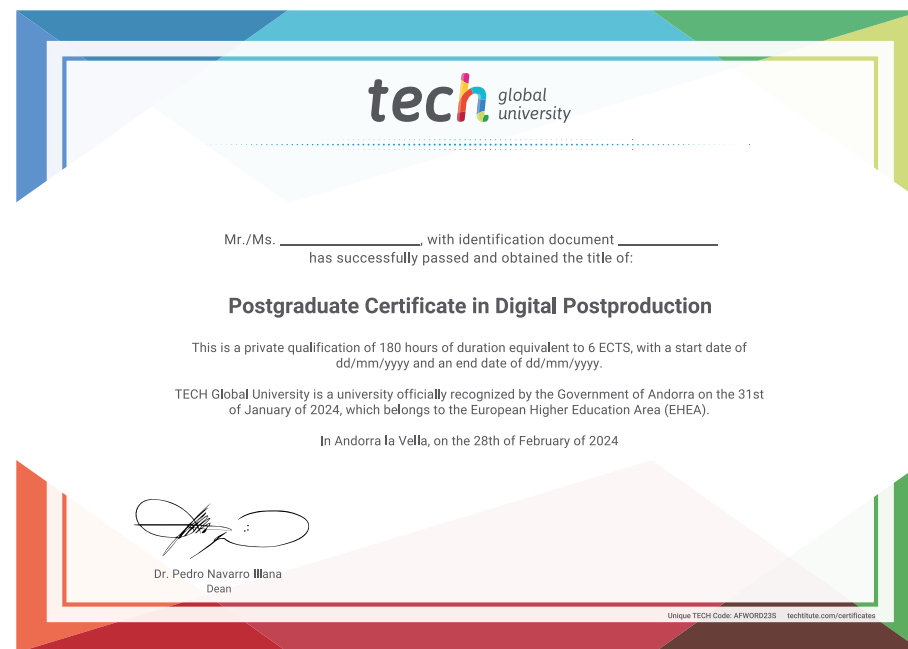 tech global
university
Mr./Ms. ____________________, with identification document ______________
has successfully passed and obtained the title of:
Postgraduate Certificate in Digital Postproduction
This is a private qualification of 180 hours of duration equivalent to 6 ECTS, with a start date of
dd/mm/yyyy and an end date of dd/mm/yyyy.
TECH Global University is a university officially recognized by the Government of Andorra on the 31st
of January of 2024, which belongs to the European Higher Education Area (EHEA).
In Andorra la Vella, on the 28th of February of 2024
Dr. Pedro Navarro Illana
Dean
Unique TECH Code: AFWORD23S techtitute.com/certificates